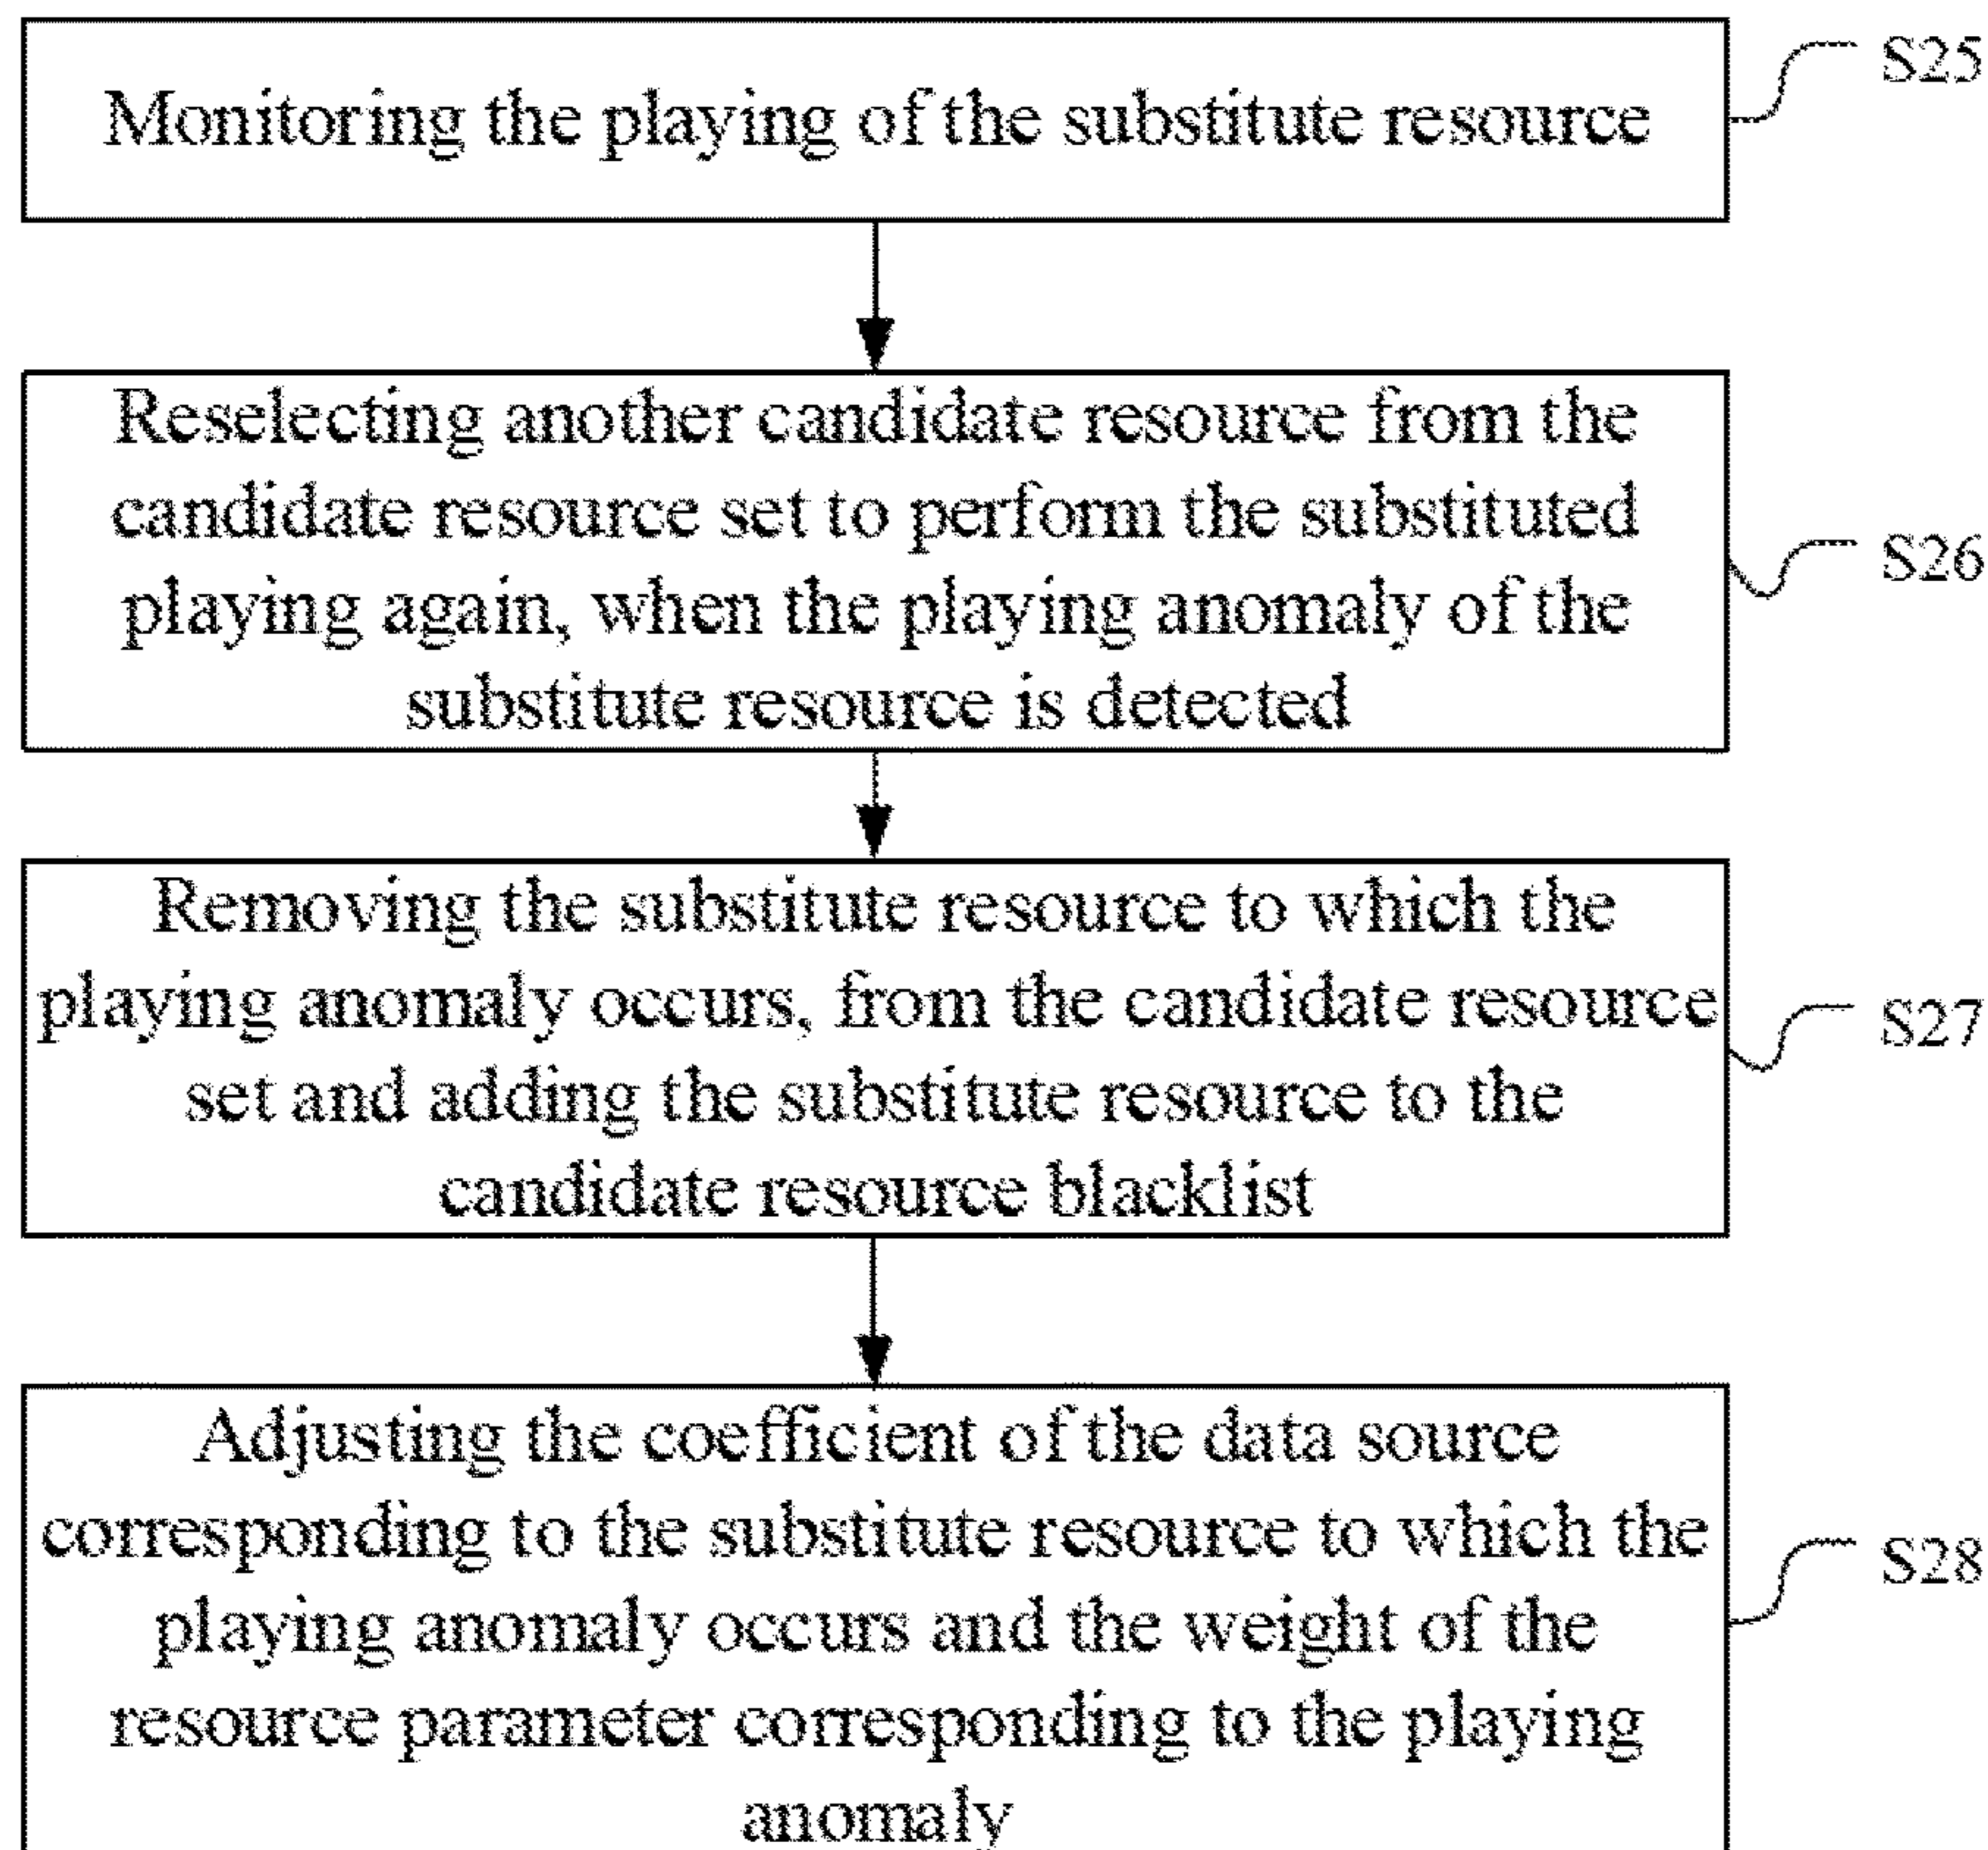 Monitoring the playing of the substitute resource
S25
Reselecting another candidate resource from the
candidate resource set to perform the substituted
playing again, when the playing anomaly of the
substitute resource is detected
S26
Removing the substitute resource to which the
playing anomaly occurs, from the candidate resource
set and adding the substitute resource to the
candidate resource blacklist
S27
Adjusting the coefficient of the data source
corresponding to the substitute resource to which the
playing anomaly occurs and the weight of the
resource parameter corresponding to the playing
anomaly
S28